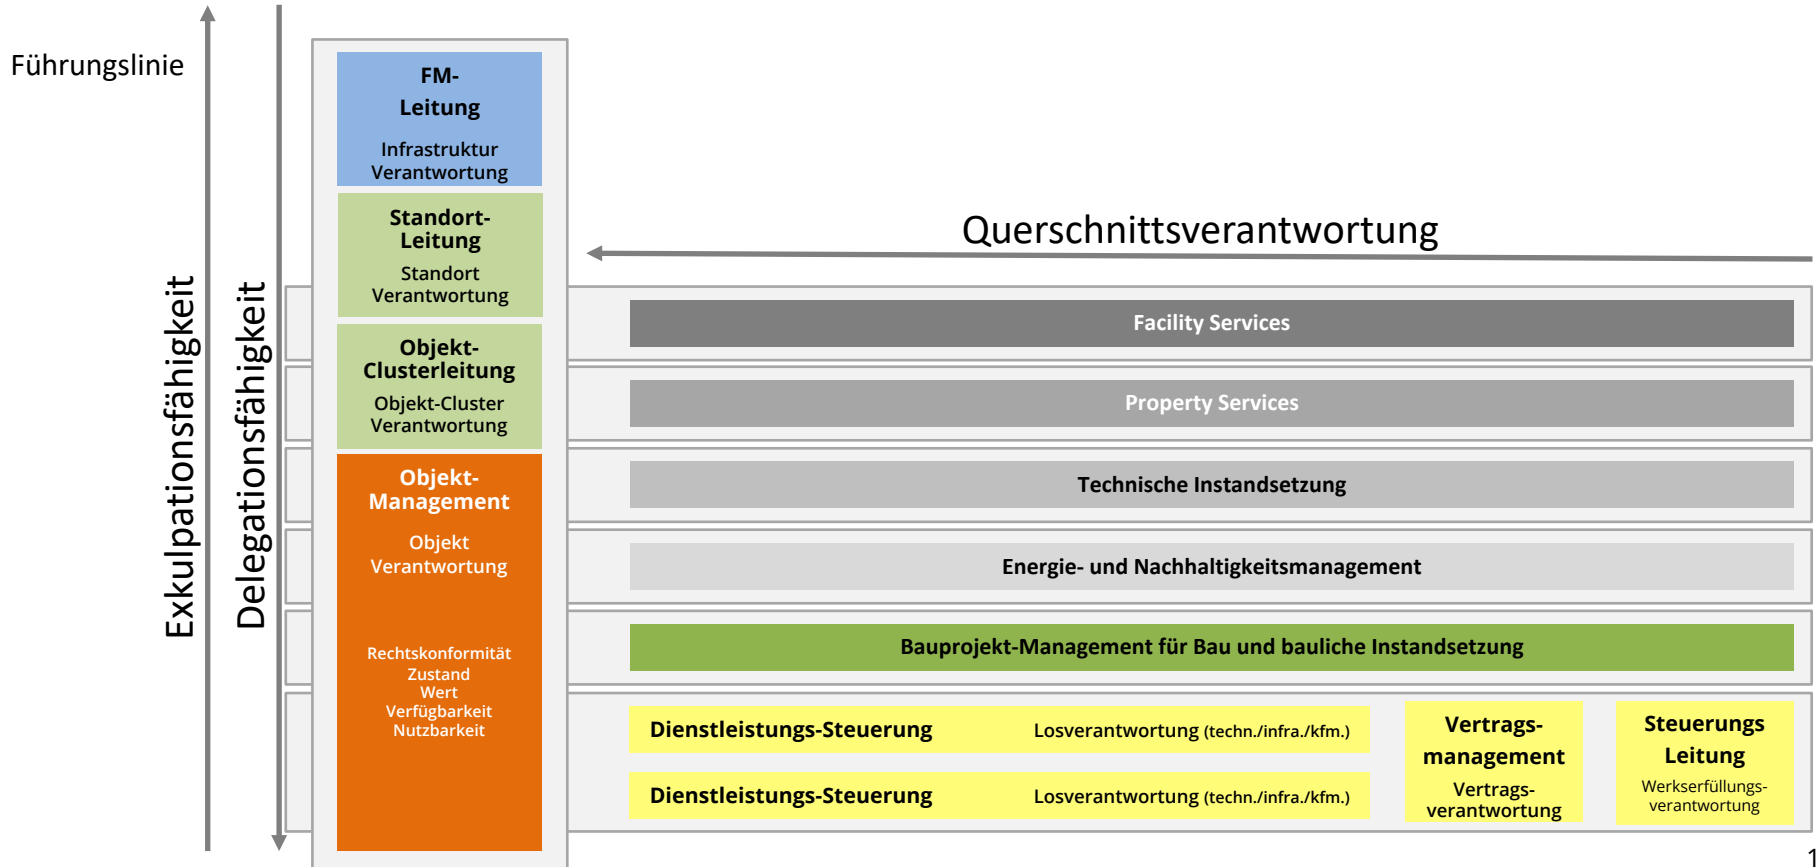 Führungslinie
Exkulpationsfähigkeit
Delegationsfähigkeit
FM-
Leitung
Infrastruktur
Verantwortung
Standort-
Leitung
Standort
Verantwortung
Objekt-
Clusterleitung
Objekt-Cluster
Verantwortung
Objekt-
Management
Objekt
Verantwortung
Rechtskonformität
Zustand
Wert
Verfügbarkeit
Nutzbarkeit
Querschnittsverantwortung
Facility Services
Property Services
Technische Instandsetzung
Energie- und Nachhaltigkeitsmanagement
Bauprojekt-Management für Bau und bauliche Instandsetzung
Dienstleistungs-Steuerung Losverantwortung (techn./infra./kfm.)
Dienstleistungs-Steuerung Losverantwortung (techn./infra./kfm.)
Vertrags-
management
Vertrags-
verantwortung
Steuerungs
Leitung
Werkserfüllungs-
verantwortung
1